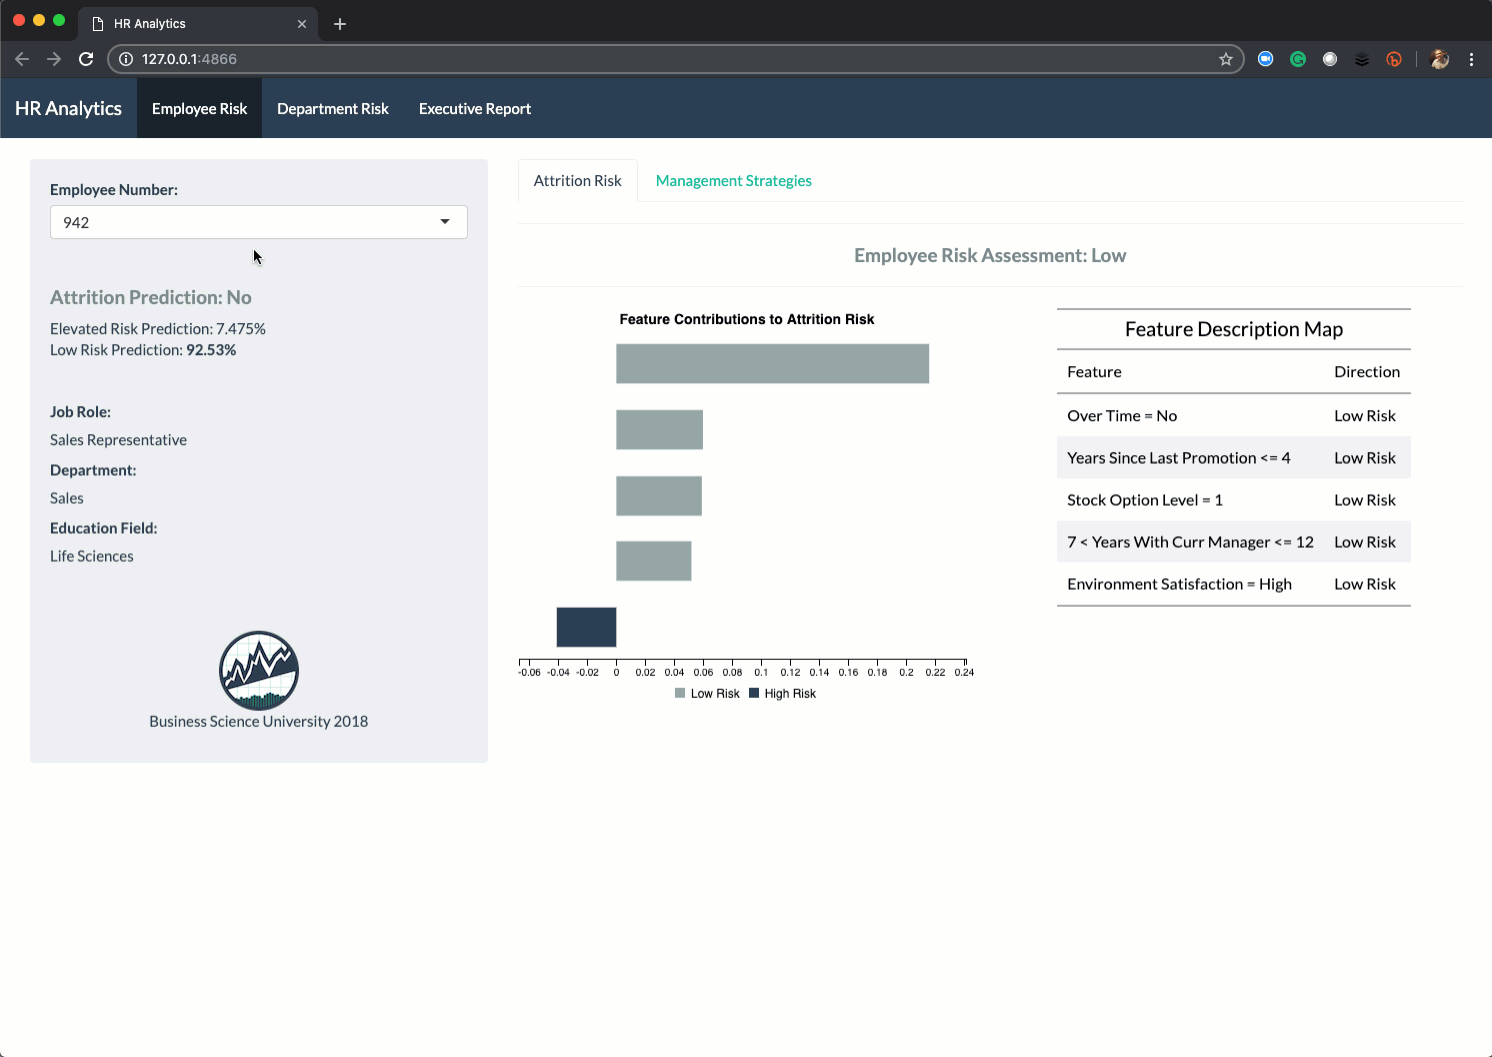 HR Analytics
127.0.0.1:4866
HR Analytics
Employee Risk
Department Risk
Executive Report
Employee Number:
942
Attrition Prediction: No
Elevated Risk Prediction: 7.475%
Low Risk Prediction: 92.53%
Job Role:
Sales Representative
Department:
Sales
Education Field:
Life Sciences
Business Science University 2018
Attrition Risk
Management Strategies
Employee Risk Assessment: Low
Feature Contributions to Attrition Risk
-0.06 -0.04 -0.02 0 0.02 0.04 0.06 0.08 0.1 0.12 0.14 0.16 0.18 0.2 0.22 0.24
Low Risk High Risk
Feature Description Map
Feature Direction
Over Time = No Low Risk
Years Since Last Promotion <= 4 Low Risk
Stock Option Level = 1 Low Risk
7 < Years With Curr Manager <= 12 Low Risk
Environment Satisfaction = High Low Risk